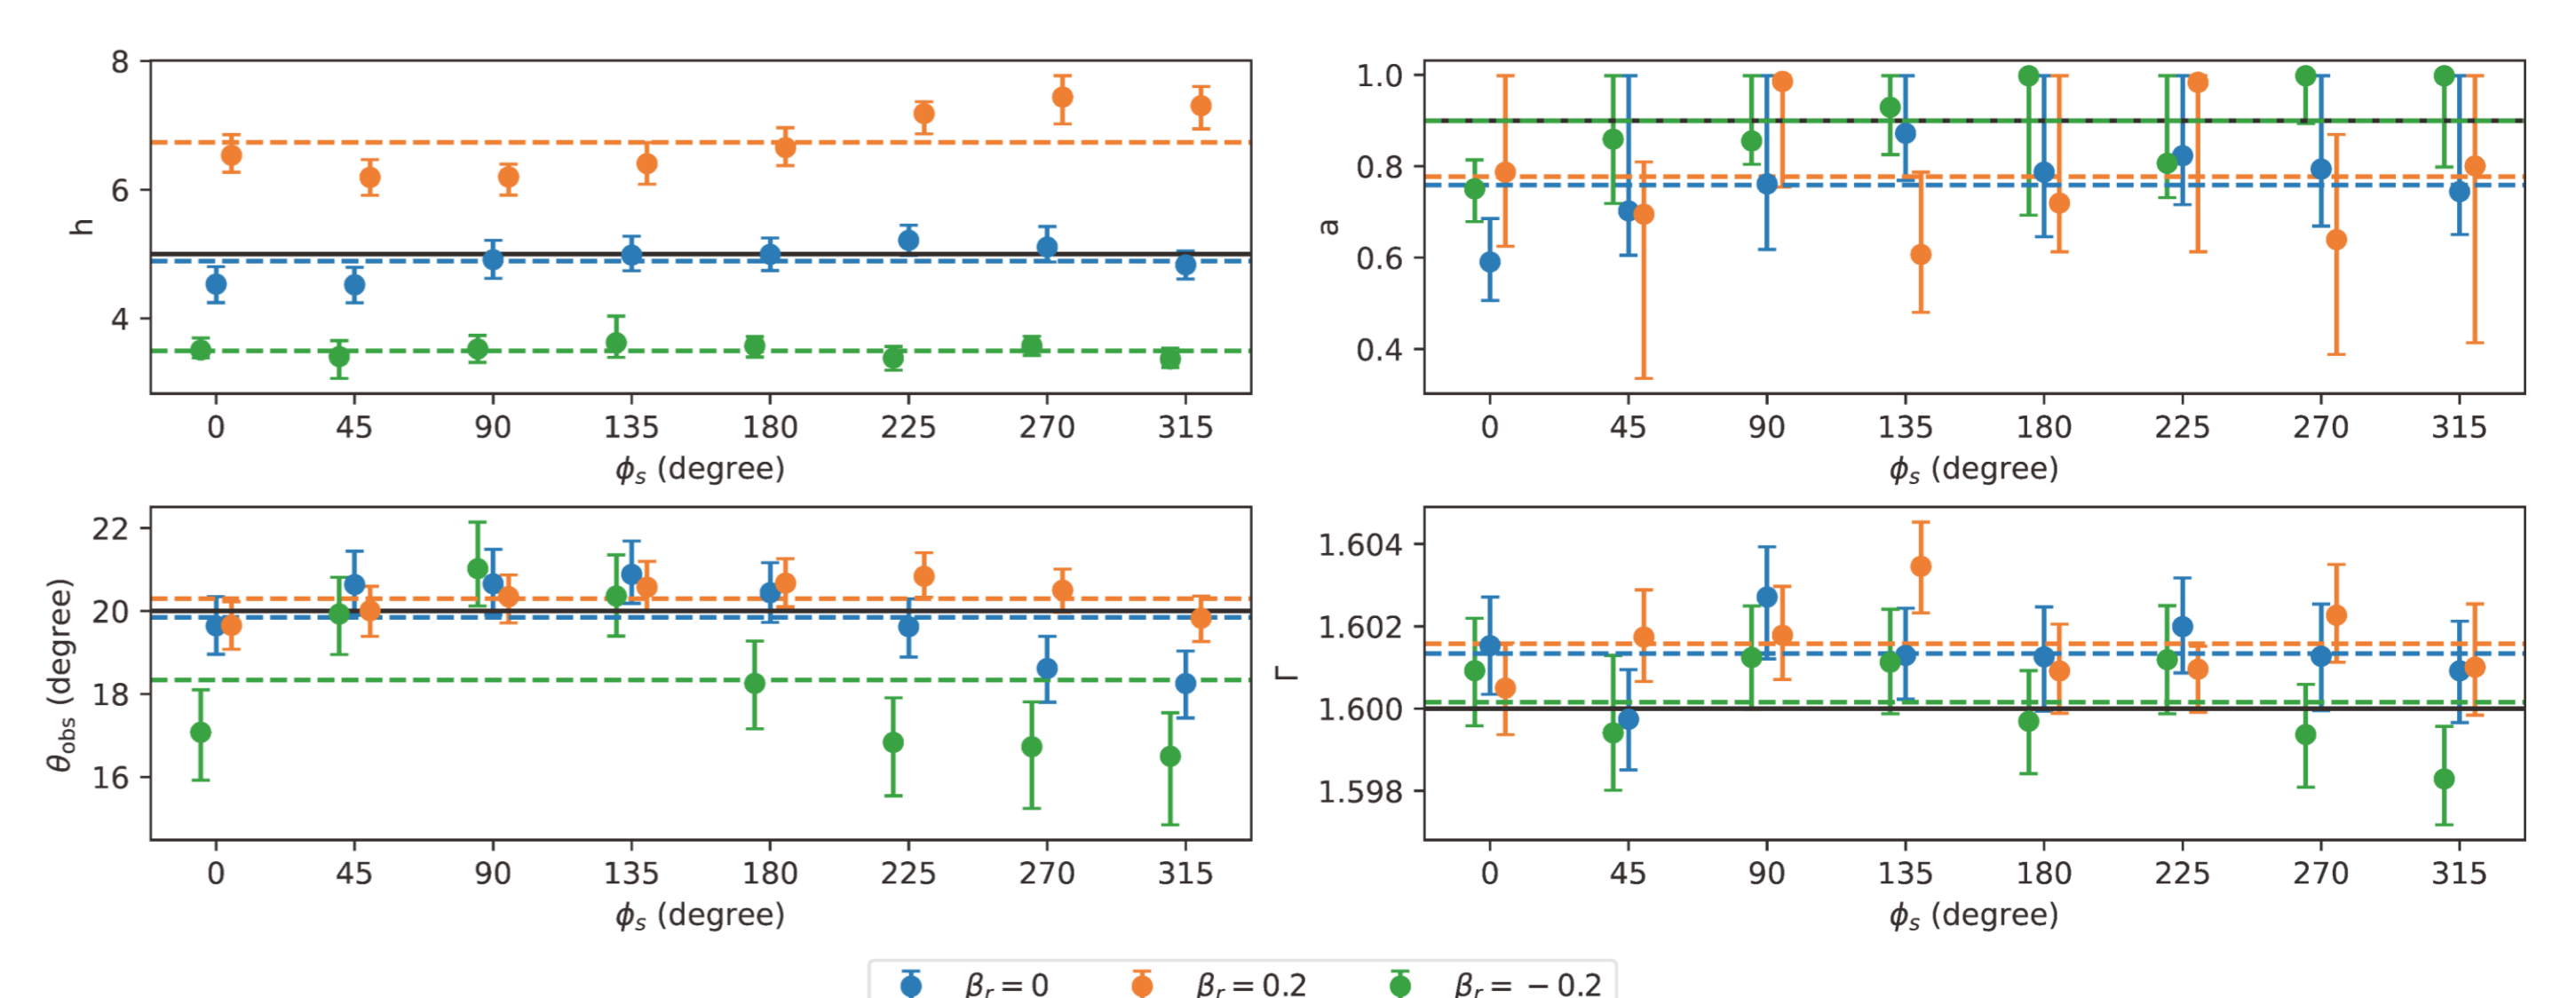 8
6
4
h
0 45 90 135 180 225 270 315
ϕs (degree)
1.0
0.8
0.6
0.4
a
0 45 90 135 180 225 270 315
ϕs (degree)
22
20
18
16
θobs (degree)
0 45 90 135 180 225 270 315
ϕs (degree)
1.604
1.602
1.600
1.598
Γ
0 45 90 135 180 225 270 315
ϕs (degree)
βr = 0 βr = 0.2 βr = − 0.2